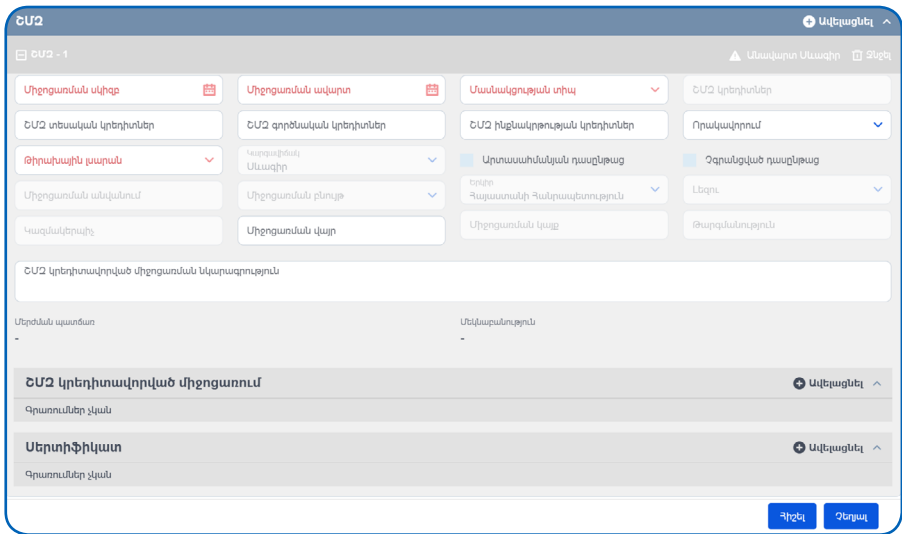 ՇՄԶ Ավելացնել
ՇՄԶ - 1 Անավարտ Սևագիր Ջնջել
Միջոցառման սկիզբ Միջոցառման ավարտ Մասնակցության տիպ ՇՄԶ կրեդիտներ
ՇՄԶ տեսական կրեդիտներ ՇՄԶ գործնական կրեդիտներ ՇՄԶ ինքնակրթության կրեդիտներ Որակավորում
Թիրախային լսարան Կարգավիճակ Սևագիր Արտասահմանյան դասընթաց Չգրանցված դասընթաց
Միջոցառման անվանում Միջոցառման բնույթ Երկիր Հայաստանի Հանրապետություն Լեզու
Կազմակերպիչ Միջոցառման վայր Միջոցառման կայք Թարգմանություն
ՇՄԶ կրեդիտավորված միջոցառման նկարագրություն
Մերժման պատճառ Մեկնաբանություն
- -
ՇՄԶ կրեդիտավորված միջոցառում Ավելացնել
Գրառումներ չկան
Սերտիֆիկատ Ավելացնել
Գրառումներ չկան
Հիշել Չեղյալ